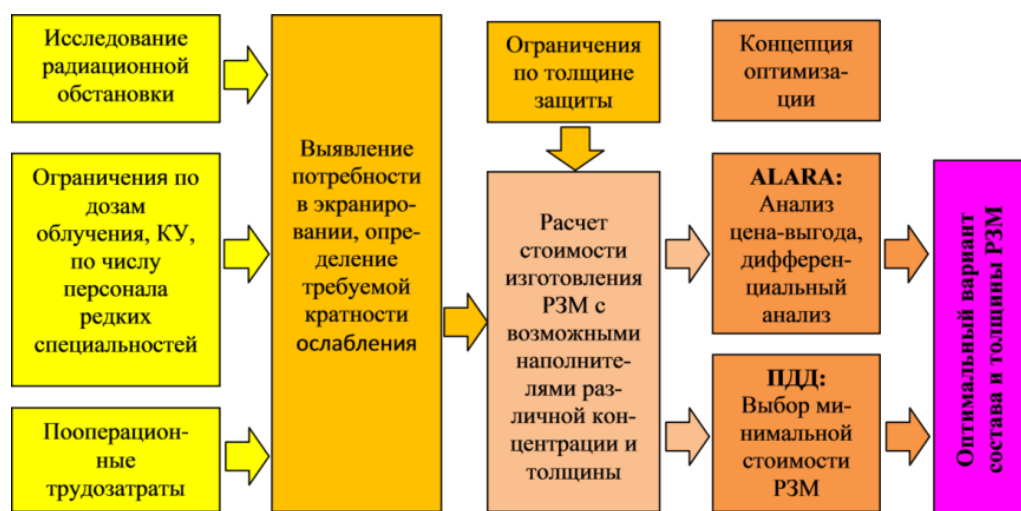 Исследование
радиационной
обстановки
Ограничения по
дозам
облучения, КУ,
по числу
персонала
редких
специальностей
Пооперацион-
ные
трудозатраты
Выявление
потребности
в экраниро-
вании, опре-
деление
требуемой
кратности
ослабления
Ограничения
по толщине
защиты
Расчет
стоимости
изготовления
РЗМ с
возможными
наполните-
лями раз-
личной кон-
центрации и
толщины
Концепция
оптимиза-
ции
ALARA:
Анализ
цена-выгода,
дифферен-
циальный
анализ
ПДД:
Выбор ми-
нимальной
стоимости
РЗМ
Оптимальный вариант
состава и толщины РЗМ